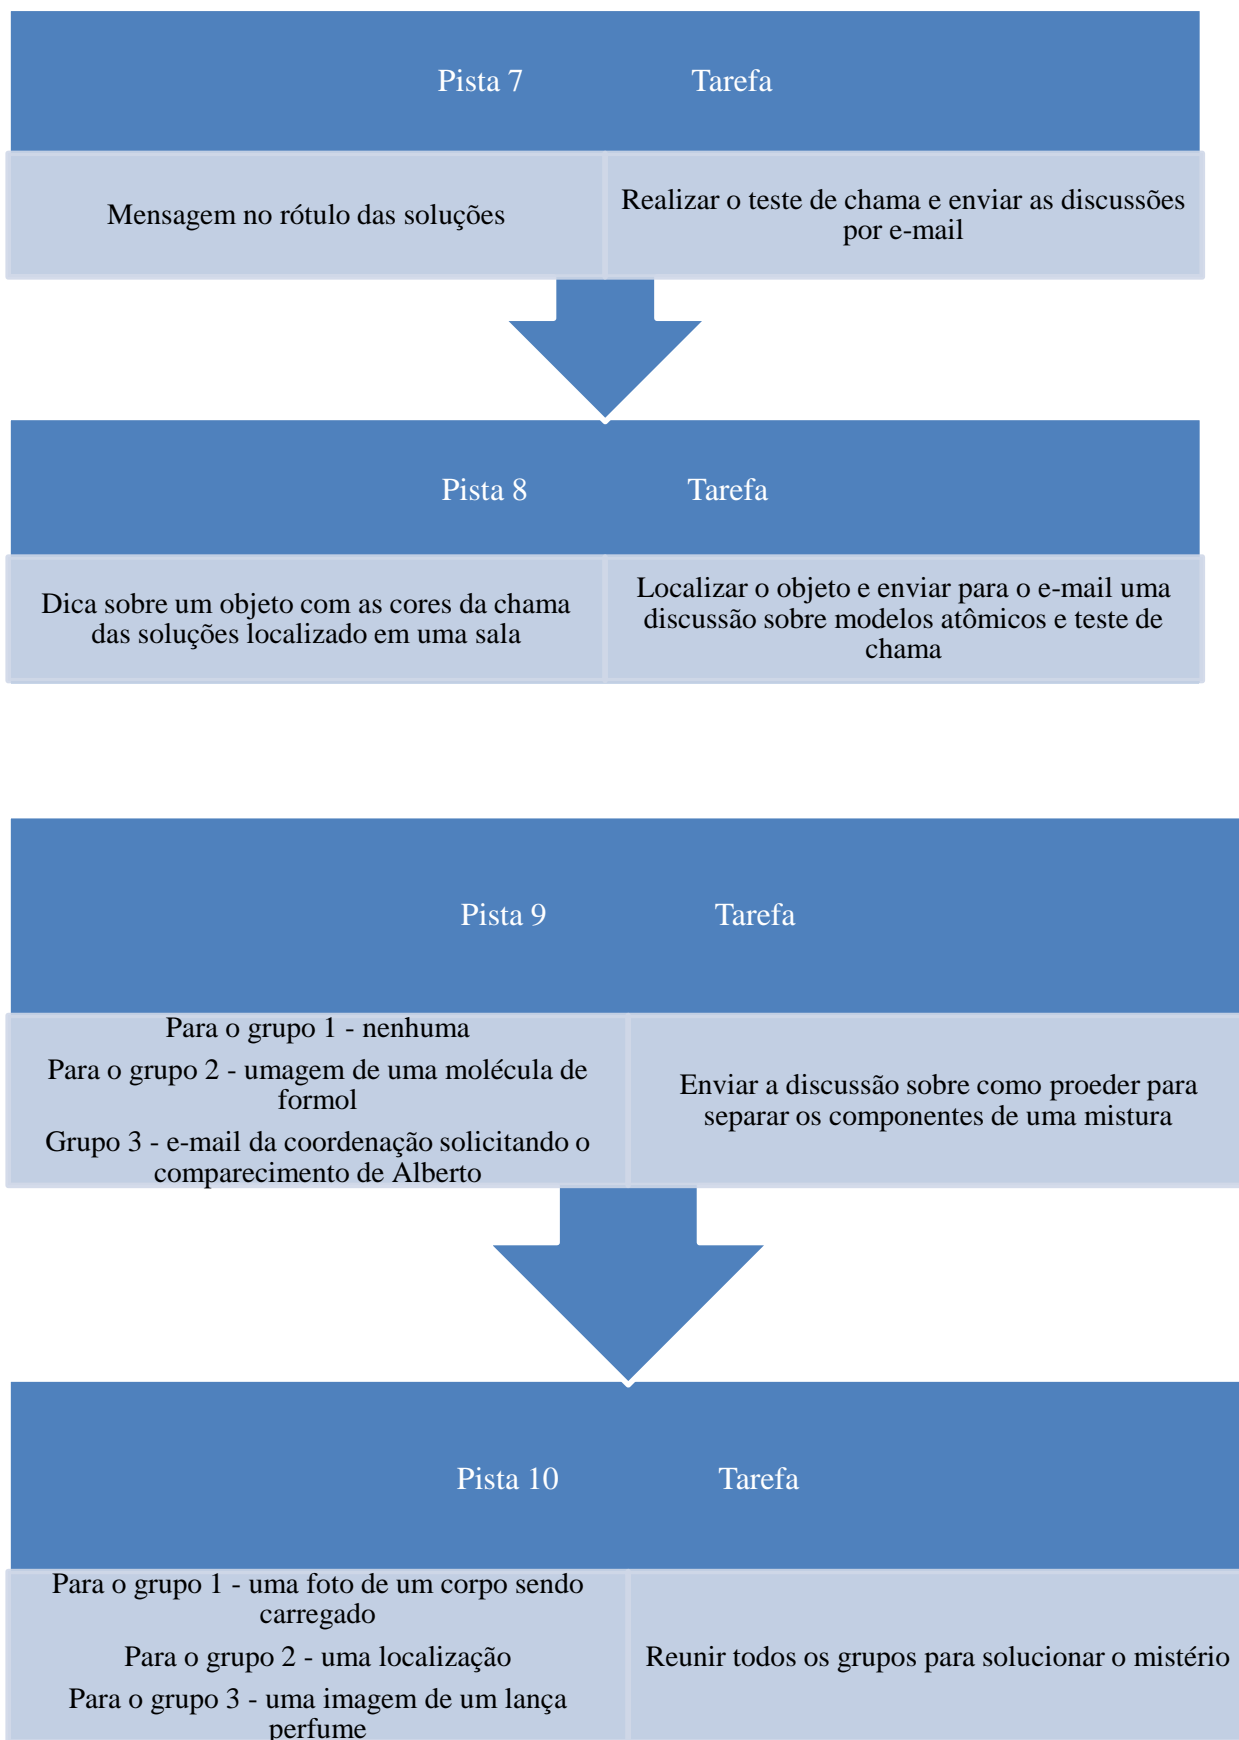 Pista 7 Tarefa
Mensagem no rótulo das soluções
Realizar o teste de chama e enviar as discussões
por e-mail
Pista 8 Tarefa
Dica sobre um objeto com as cores da chama
das soluções localizado em uma sala
Localizar o objeto e enviar para o e-mail uma
discussão sobre modelos atômicos e teste de
chama
Pista 9 Tarefa
Para o grupo 1 - nenhuma
Para o grupo 2 - umagem de uma molécula de
formol
Grupo 3 - e-mail da coordenação solicitando o
comparecimento de Alberto
Enviar a discussão sobre como proeder para
separar os componentes de uma mistura
Pista 10 Tarefa
Para o grupo 1 - uma foto de um corpo sendo
carregado
Para o grupo 2 - uma localização
Para o grupo 3 - uma imagem de um lança
perfume
Reunir todos os grupos para solucionar o mistério